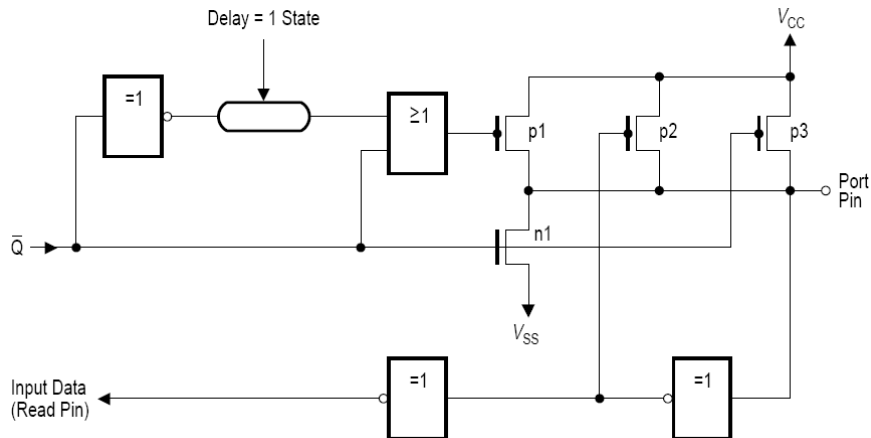 Delay = 1 State
V_CC
=1
≥1
p1
p2
p3
Port
Pin
Q̅
n1
V_SS
Input Data
(Read Pin)
=1
=1